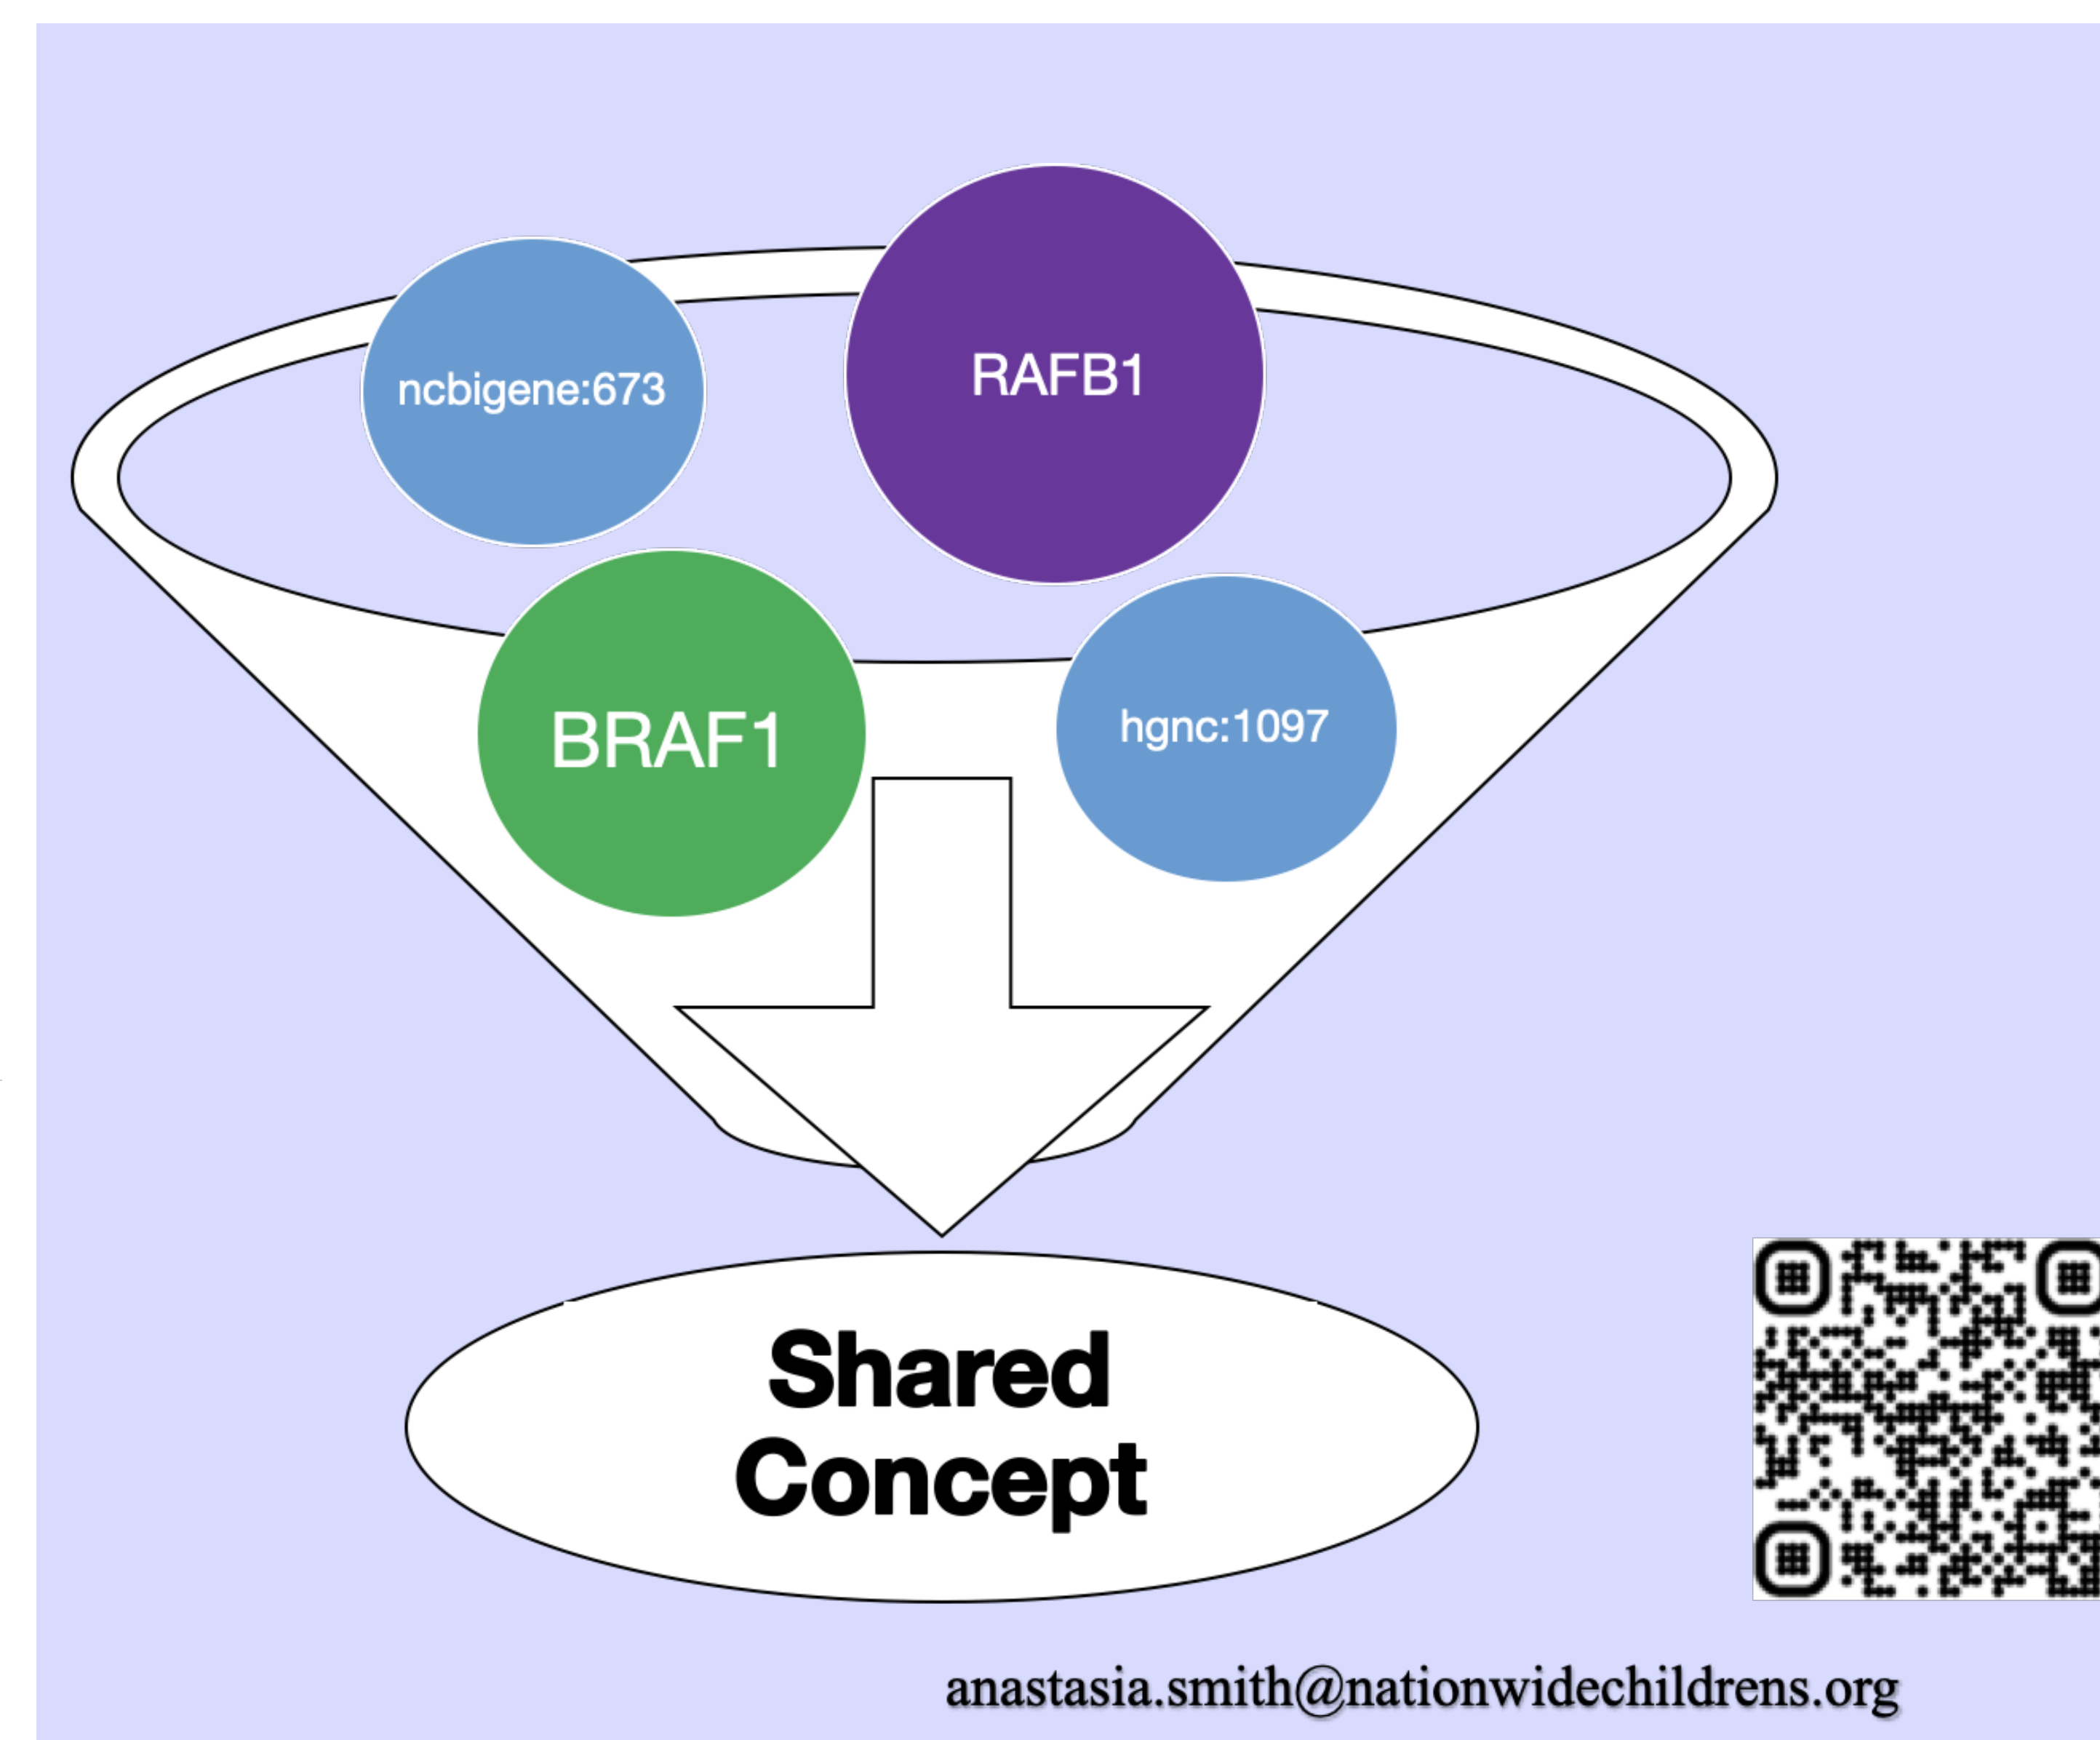 ncbigene:673
RAFB1
BRAF1
hgnc:1097
Shared
Concept
anastasia.smith@nationwidechildrens.org